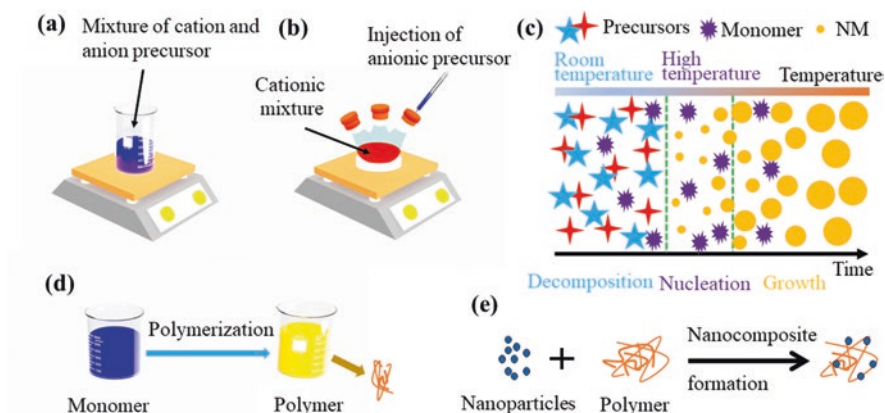 (a)
Mixture of cation and
anion precursor
(b)
Injection of
anionic precursor
Cationic
mixture
(c)
Precursors
Monomer
NM
Room
temperature
High
temperature
Temperature
Time
Decomposition
Nucleation
Growth
(d)
Polymerization
Monomer
Polymer
(e)
Nanocomposite
formation
Nanoparticles
Polymer